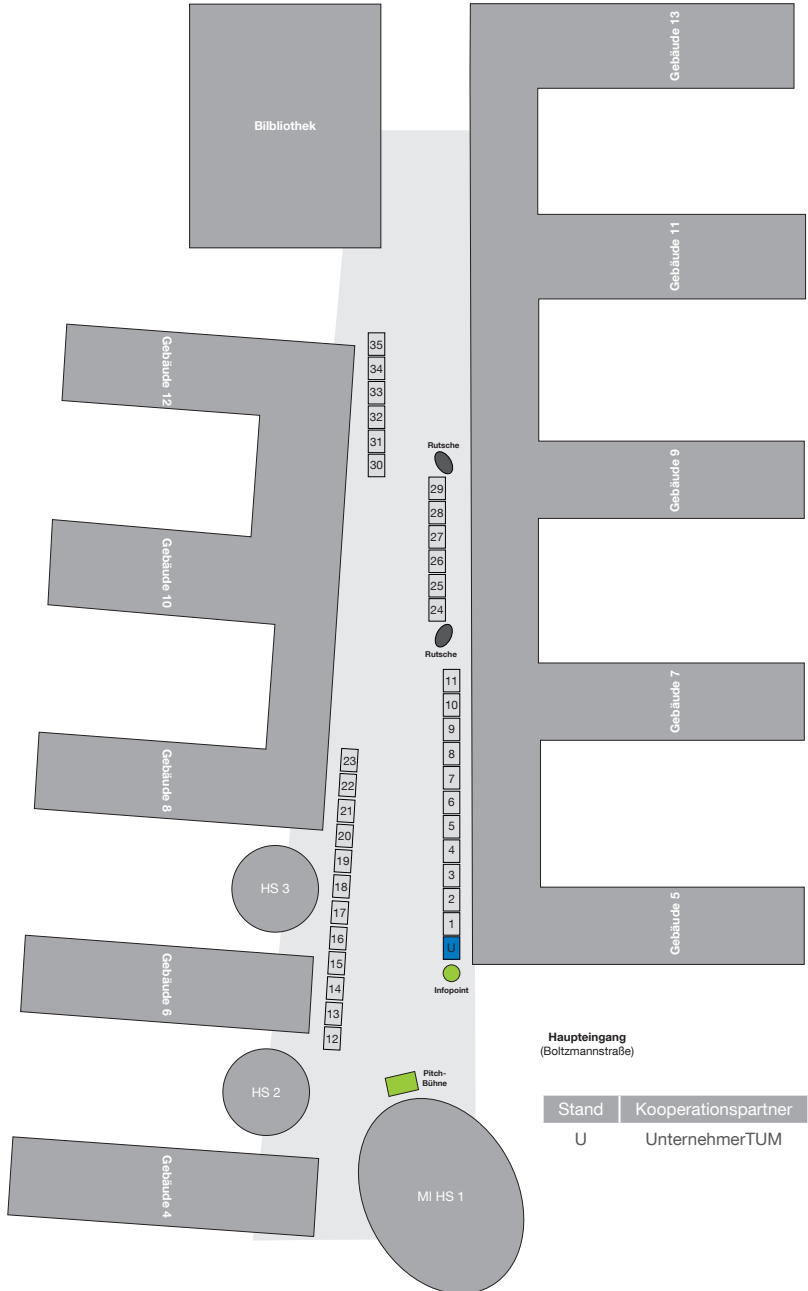 Gebäude 13
Bilbliothek
Gebäude 11
Gebäude 12
35
34
33
32
31
30
Rutsche
Gebäude 9
29
28
27
26
25
24
Gebäude 10
Rutsche
Gebäude 7
11
10
9
8
7
6
5
4
3
2
1
U
Infopoint
Gebäude 8
23
22
21
20
19
18
17
16
15
14
13
12
HS 3
Gebäude 5
Gebäude 6
Haupteingang
(Boltzmannstraße)
Pitch-
Bühne
HS 2
Stand Kooperationspartner
U UnternehmerTUM
Gebäude 4
MI HS 1